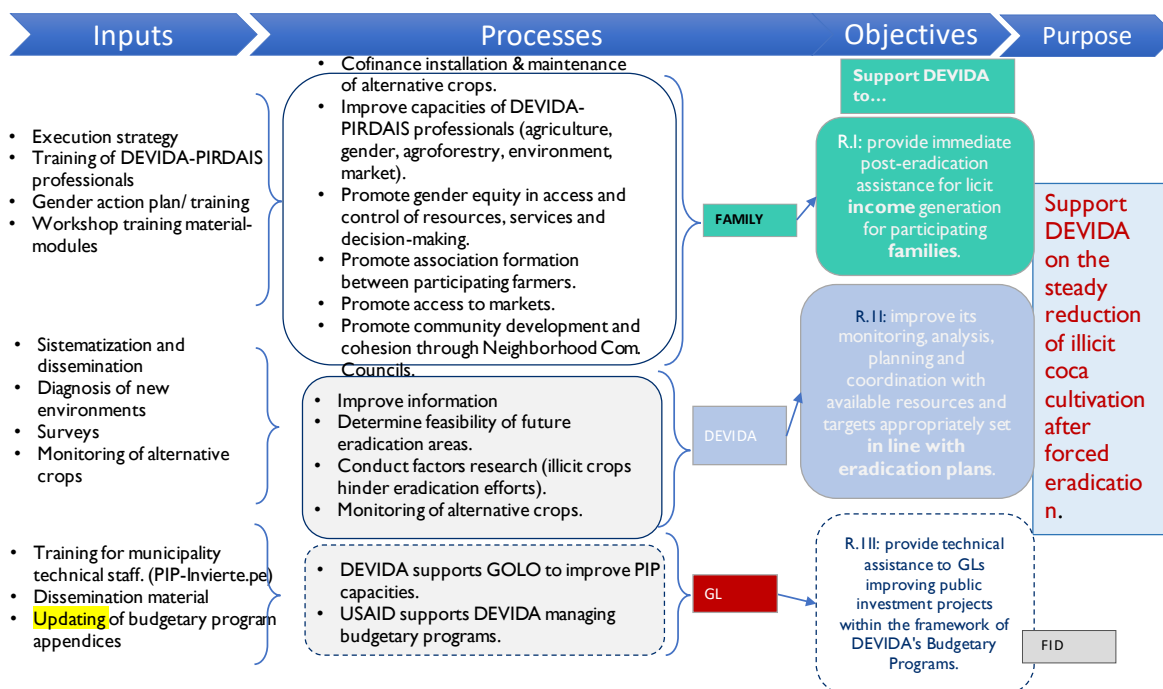 Inputs
Processes
Objectives
Purpose
• Execution strategy
• Training of DEVIDA-PIRDAIS
professionals
• Gender action plan/ training
• Workshop training material-
modules
• Sistematization and
dissemination
• Diagnosis of new
environments
• Surveys
• Monitoring of alternative
crops
• Training for municipality
technical staff. (PIP-Invierte.pe)
• Dissemination material
• Updating of budgetary program
appendices
• Cofinance installation & maintenance
of alternative crops.
• Improve capacities of DEVIDA-
PIRDAIS professionals (agriculture,
gender, agroforestry, environment,
market).
• Promote gender equity in access and
control of resources, services and
decision-making.
• Promote association formation
between participating farmers.
• Promote access to markets.
• Promote community development and
cohesion through Neighborhood Com.
Councils.
• Improve information
• Determine feasibility of future
eradication areas.
• Conduct factors research (illicit crops
hinder eradication efforts).
• Monitoring of alternative crops.
• DEVIDA supports GOLO to improve PIP
capacities.
• USAID supports DEVIDA managing
budgetary programs.
FAMILY
DEVIDA
GL
Support DEVIDA
to…
R.I: provide immediate
post-eradication
assistance for licit
income generation
for participating
families.
R.II: improve its
monitoring, analysis,
planning and
coordination with
available resources and
targets appropriately set
in line with
eradication plans.
R.III: provide technical
assistance to GLs
improving public
investment projects
within the framework of
DEVIDA's Budgetary
Programs.
FID
Support
DEVIDA
on the
steady
reduction
of illicit
coca
cultivation
after
forced
eradicatio
n.